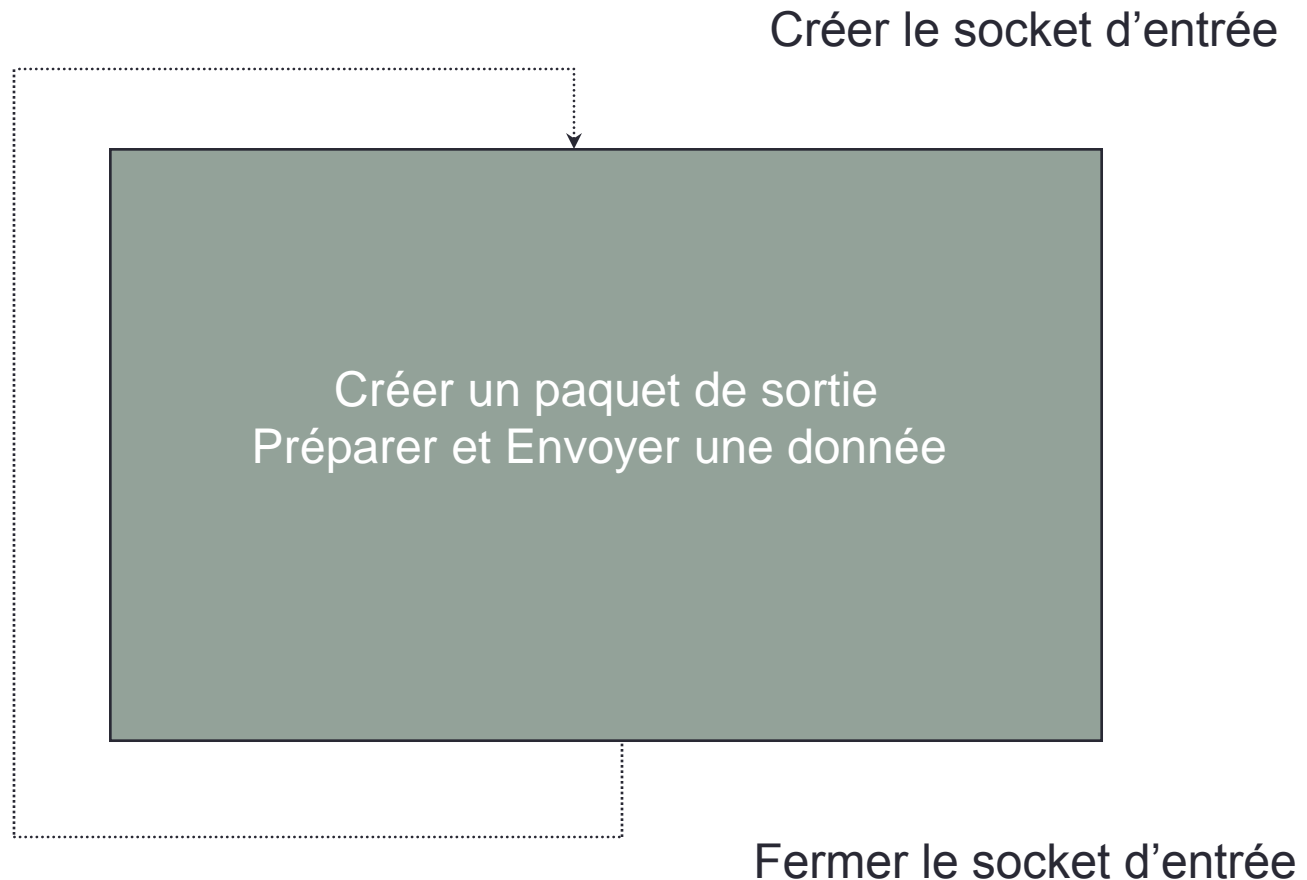 Créer le socket d’entrée
Créer un paquet de sortie
Préparer et Envoyer une donnée
Fermer le socket d’entrée